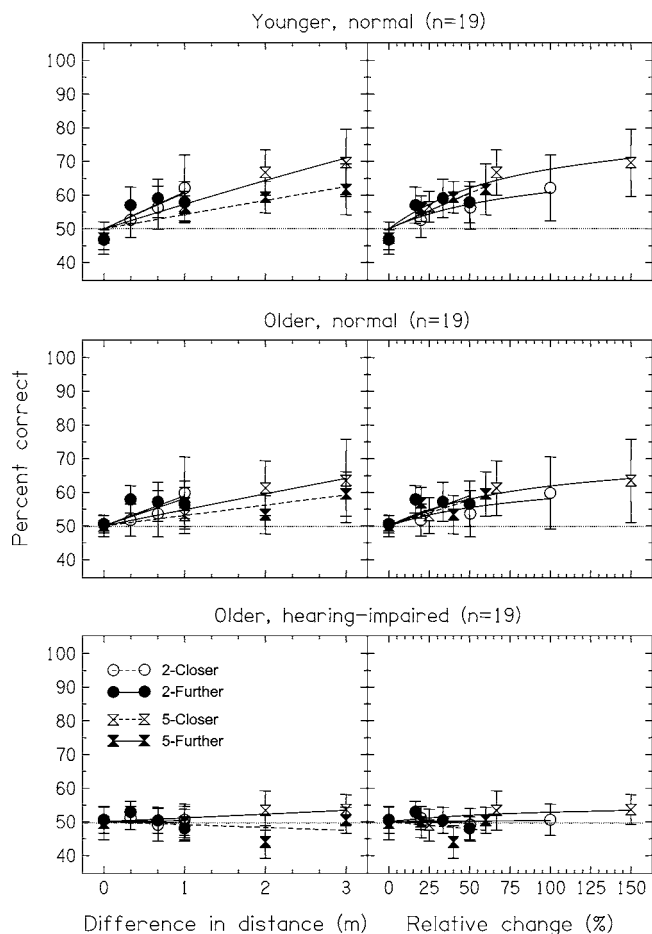 Younger, normal (n=19)
100
90
80
70
60
50
40
Older, normal (n=19)
Percent correct
100
90
80
70
60
50
40
Older, hearing-impaired (n=19)
100
90
80
70
60
50
40
2-Closer
2-Further
5-Closer
5-Further
0 1 2 3 0 25 50 75 100 125 150
Difference in distance (m) Relative change (%)